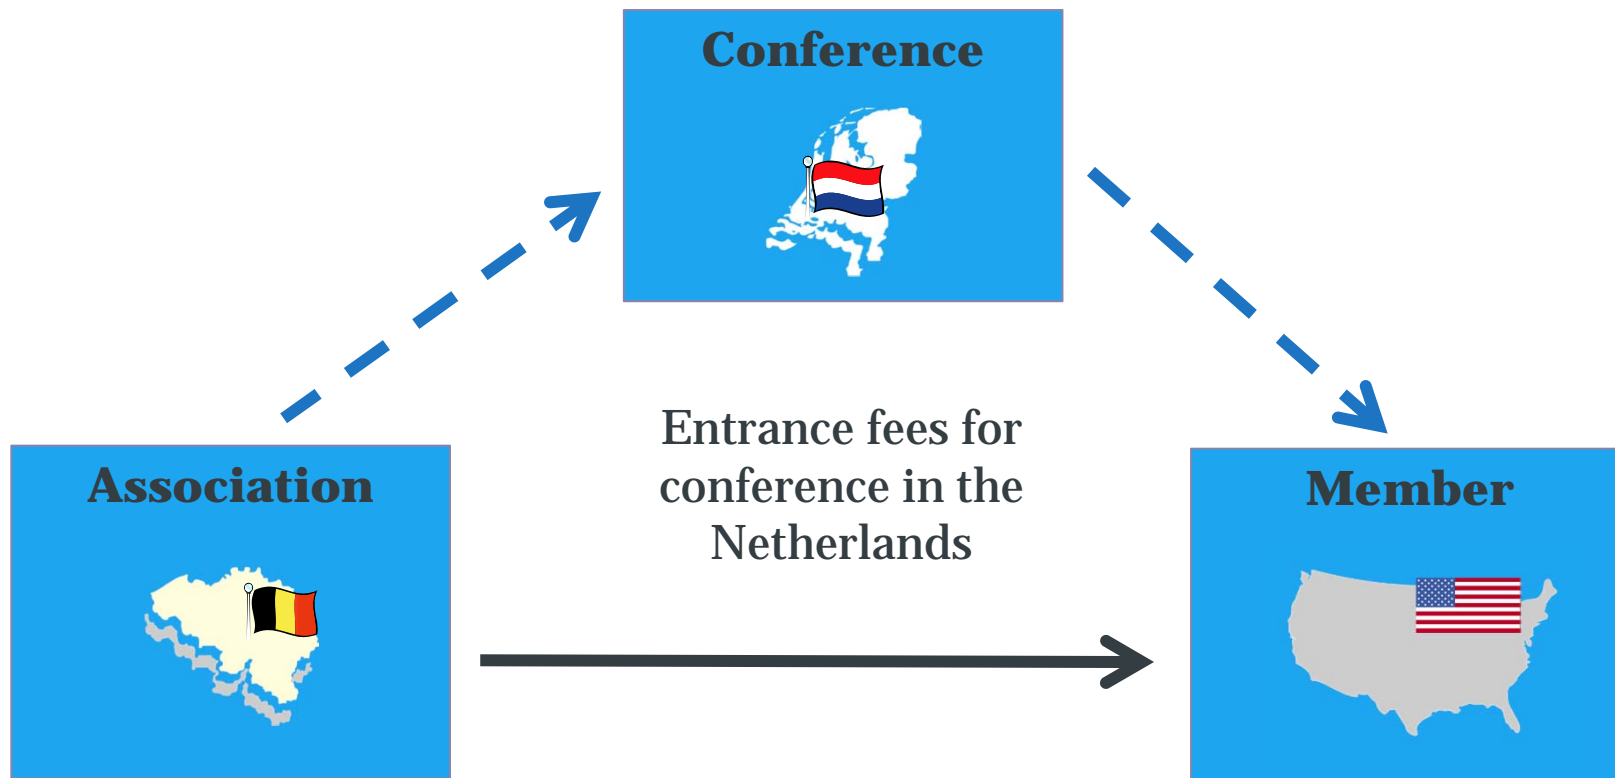 Conference
Entrance fees for
conference in the
Netherlands
Association
Member